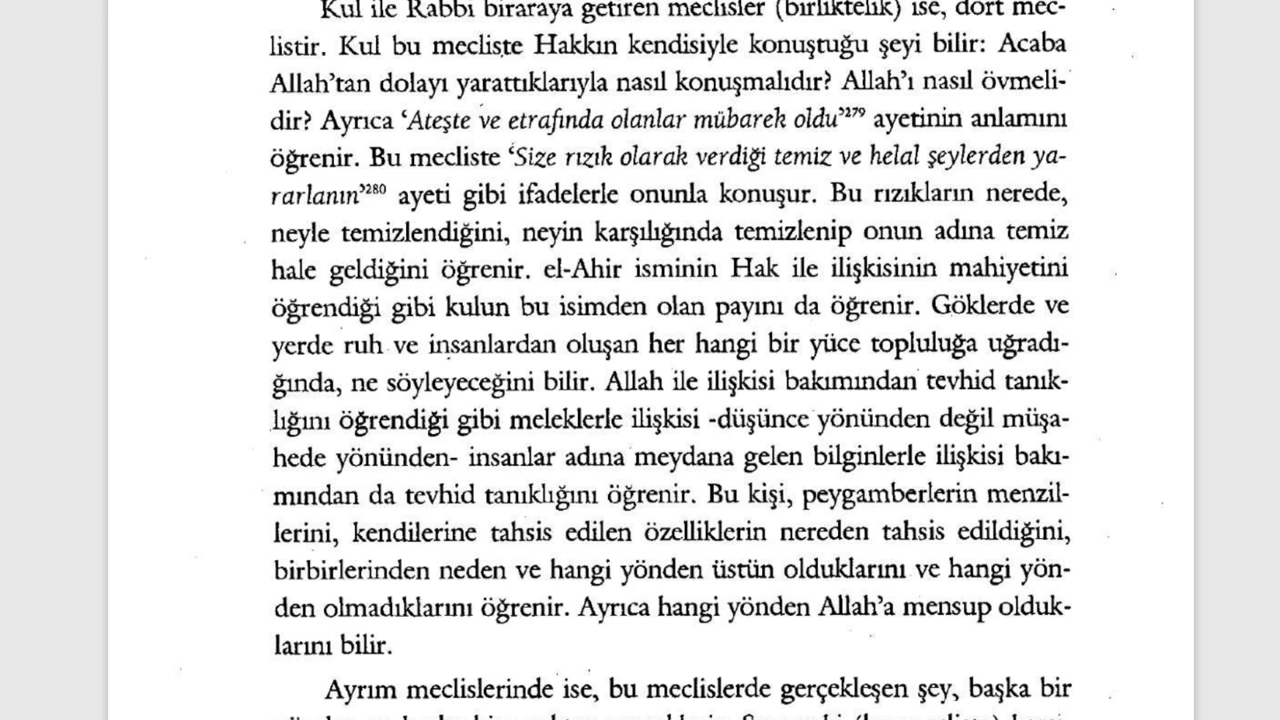 Kul ile Rabbi biraraya getiren meclisler (birliktelik) ise, dört mec-
listir. Kul bu mecliste Hakkın kendisiyle konuştuğu şeyi bilir: Acaba
Allah'tan dolayı yarattıklarıyla nasıl konuşmalıdır? Allah'ı nasıl övmeli-
dir? Ayrıca ‘Ateşte ve etrafında olanlar mübarek oldu’²⁷⁹ ayetinin anlamını
öğrenir. Bu mecliste ‘Size rızık olarak verdiği temiz ve helal şeylerden ya-
rarlanın’²⁸⁰ ayeti gibi ifadelerle onunla konuşur. Bu rızıkların nerede,
neyle temizlendiğini, neyin karşılığında temizlenip onun adına temiz
hale geldiğini öğrenir. el-Ahir isminin Hak ile ilişkisinin mahiyetini
öğrendiği gibi kulun bu isimden olan payını da öğrenir. Göklerde ve
yerde ruh ve insanlardan oluşan her hangi bir yüce topluluğa uğradı-
ğında, ne söyleyeceğini bilir. Allah ile ilişkisi bakımından tevhid tanık-
lığını öğrendiği gibi meleklerle ilişkisi -düşünce yönünden değil müşa-
hede yönünden- insanlar adına meydana gelen bilginlerle ilişkisi bakı-
mından da tevhid tanıklığını öğrenir. Bu kişi, peygamberlerin menzil-
lerini, kendilerine tahsis edilen özelliklerin nereden tahsis edildiğini,
birbirlerinden neden ve hangi yönden üstün olduklarını ve hangi yön-
den olmadıklarını öğrenir. Ayrıca hangi yönden Allah'a mensup olduk-
larını bilir.
Ayrım meclislerinde ise, bu meclislerde gerçekleşen şey, başka bir